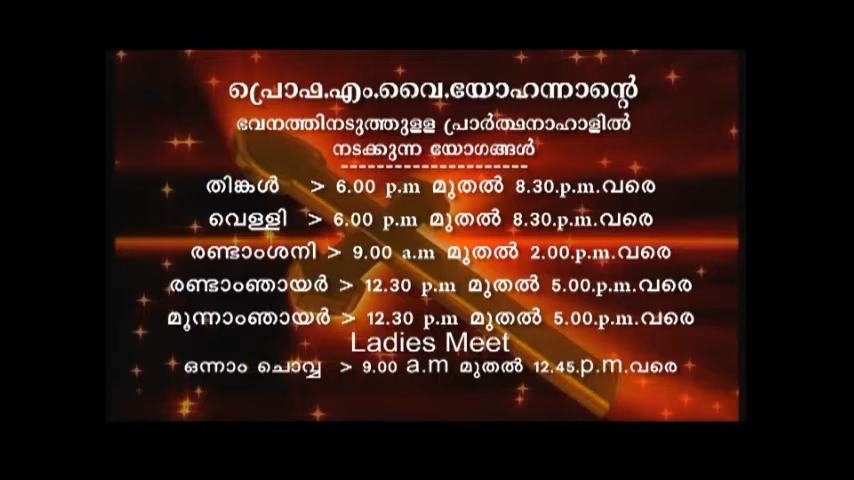 പ്രൊഫ.എം.വൈ.യോഹന്നാന്റെ
ഭവനത്തിനടുത്തുളള പ്രാർത്ഥനാഹാളിൽ
നടക്കുന്ന യോഗങ്ങൾ
---------------------
തിങ്കൾ > 6.00 p.m മുതൽ 8.30.p.m.വരെ
വെള്ളി > 6.00 p.m മുതൽ 8.30.p.m.വരെ
രണ്ടാംശനി > 9.00 a.m മുതൽ 2.00.p.m.വരെ
രണ്ടാംഞായർ > 12.30 p.m മുതൽ 5.00.p.m.വരെ
മൂന്നാംഞായർ > 12.30 p.m മുതൽ 5.00.p.m.വരെ
Ladies Meet
ഒന്നാം ചൊവ്വ > 9.00 a.m മുതൽ 12.45.p.m.വരെ